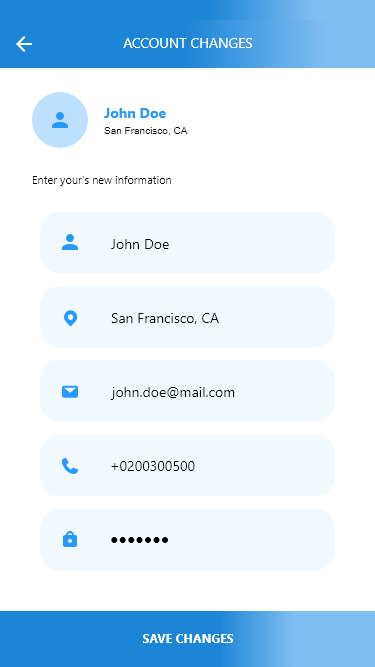 ACCOUNT CHANGES
John Doe
San Francisco, CA
Enter your's new information
John Doe
San Francisco, CA
john.doe@mail.com
+0200300500
●●●●●●●
SAVE CHANGES